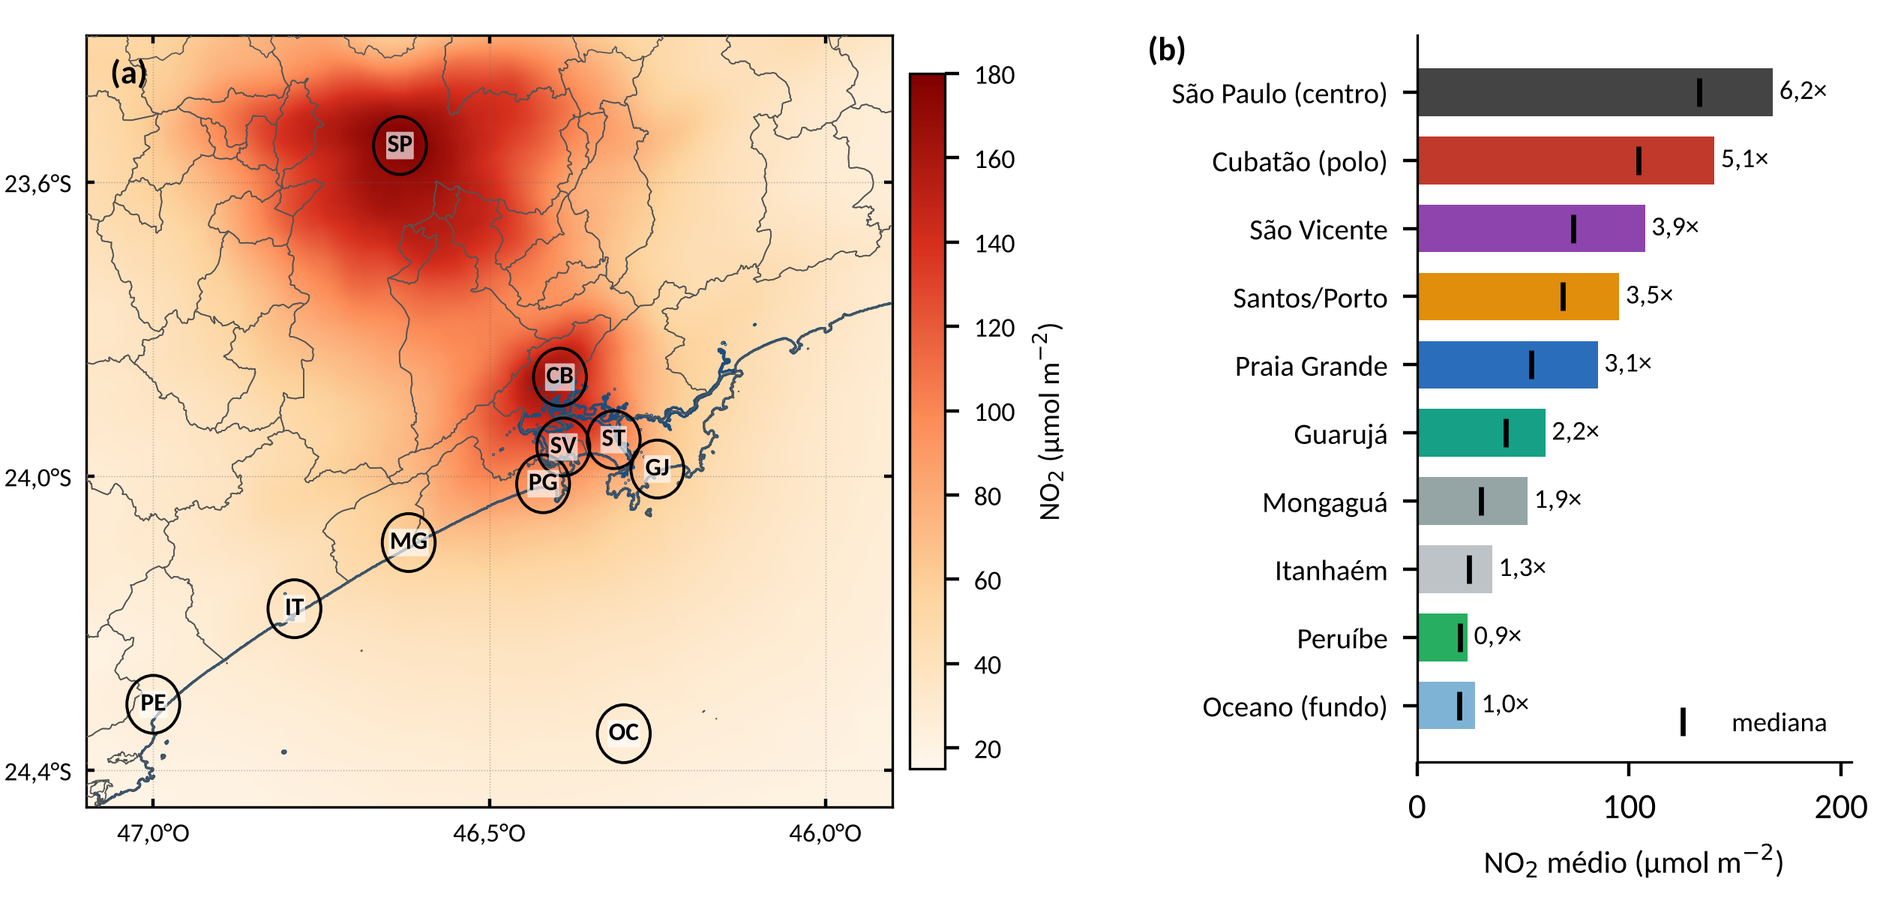 (a)
SP
CB
SV
ST
GJ
PG
MG
IT
PE
OC
23,6°S
24,0°S
24,4°S
47,0°O
46,5°O
46,0°O
180
160
140
120
100
80
60
40
20
NO₂ (µmol m⁻²)
(b)
São Paulo (centro) 6,2×
Cubatão (polo) 5,1×
São Vicente 3,9×
Santos/Porto 3,5×
Praia Grande 3,1×
Guarujá 2,2×
Mongaguá 1,9×
Itanhaém 1,3×
Peruíbe 0,9×
Oceano (fundo) 1,0×
mediana
0 100 200
NO₂ médio (µmol m⁻²)